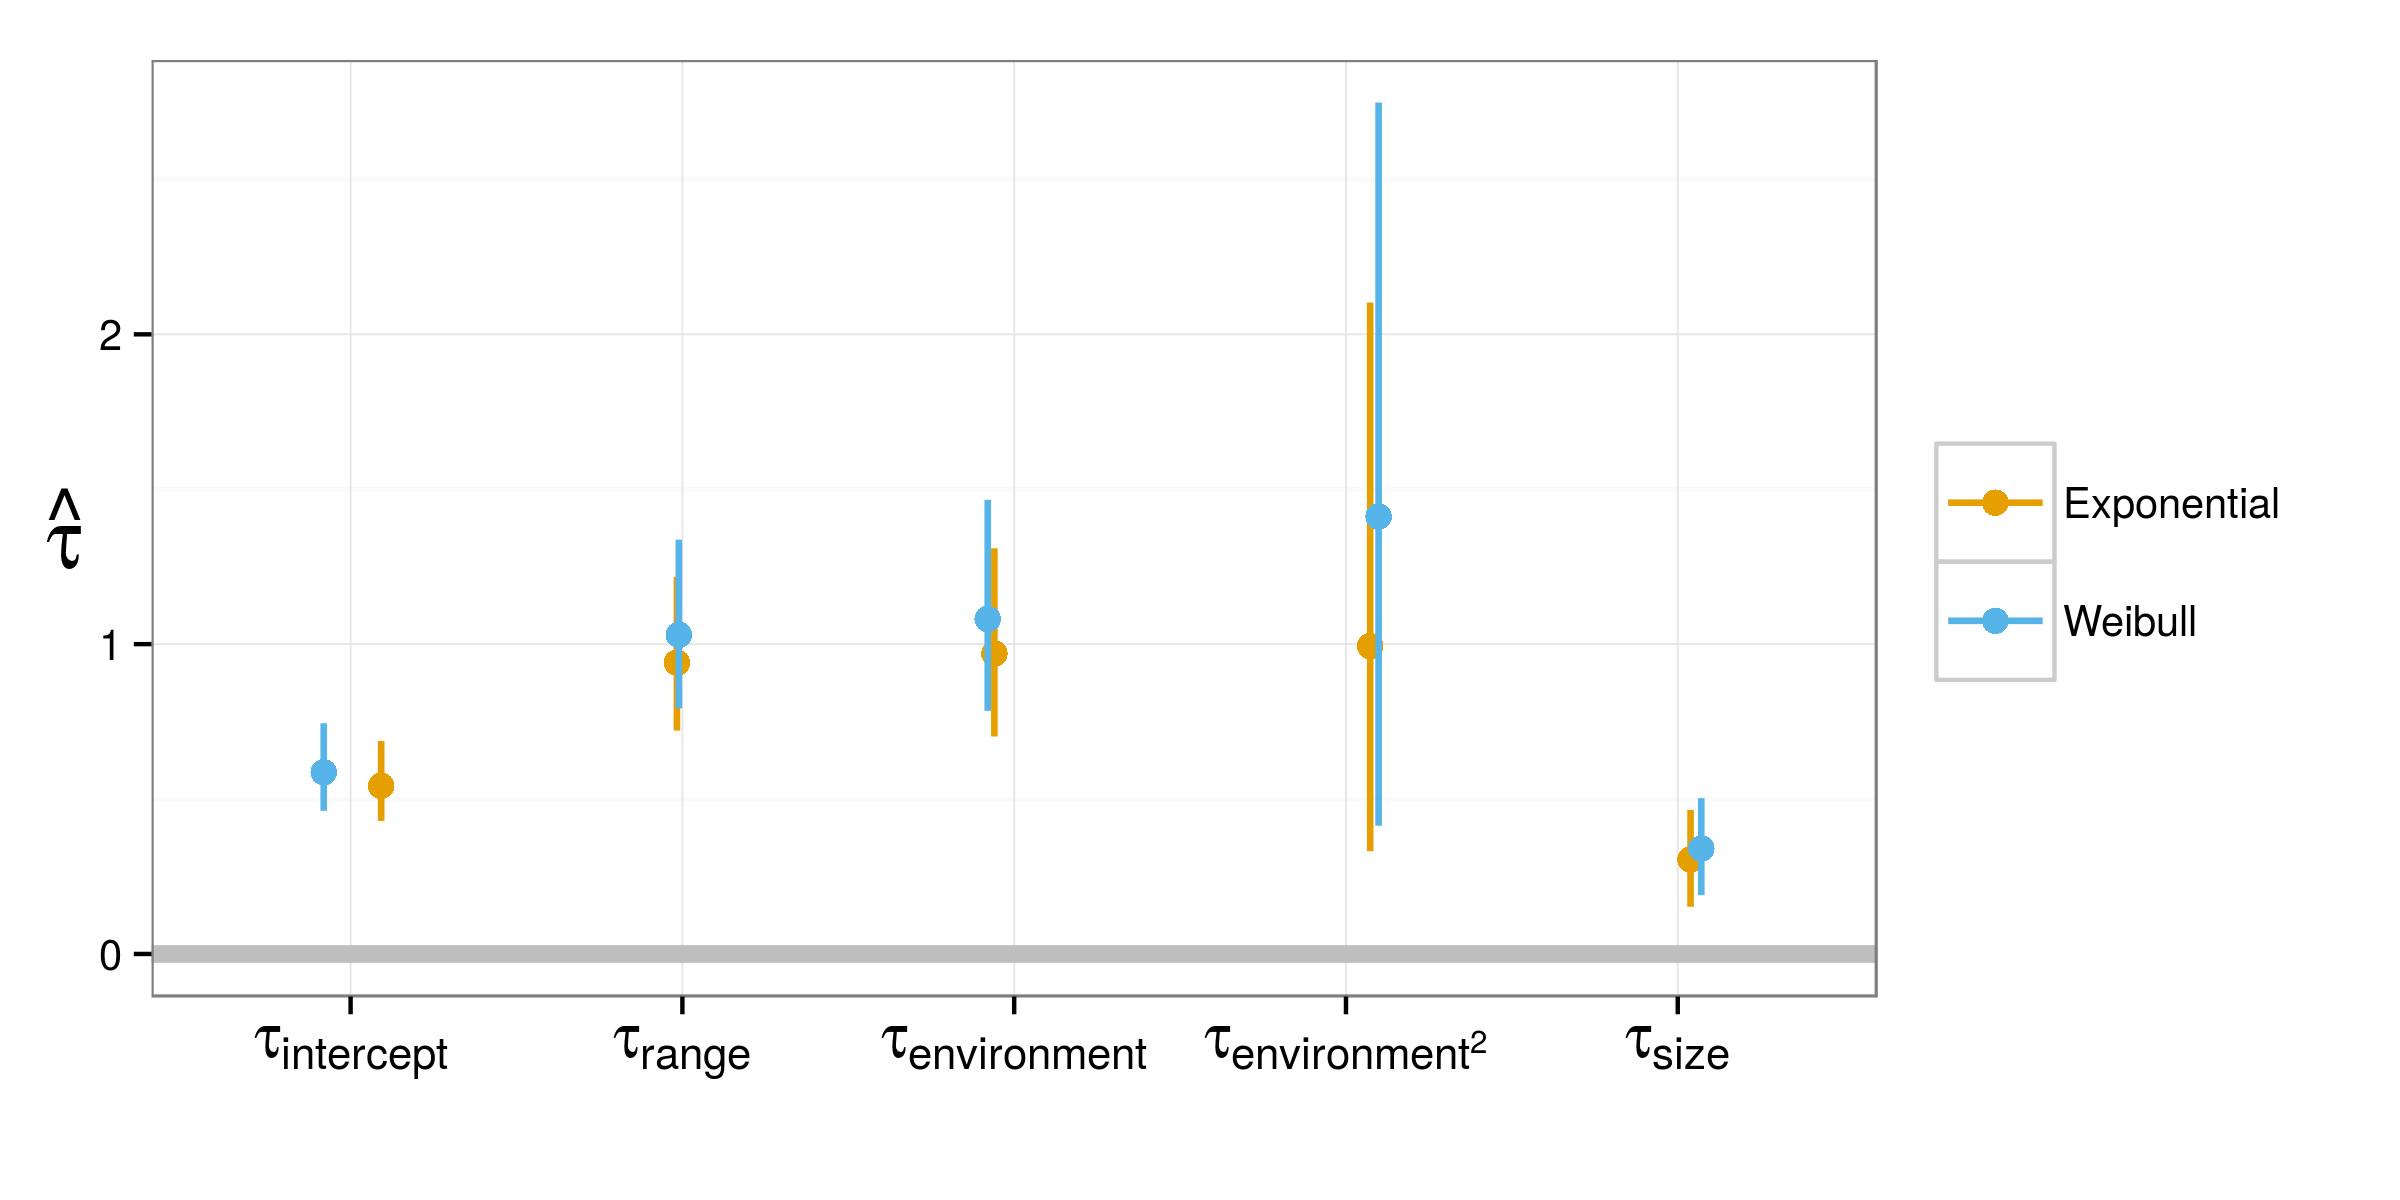 2
1
0
τ̂
τintercept
τrange
τenvironment
τenvironment²
τsize
Exponential
Weibull